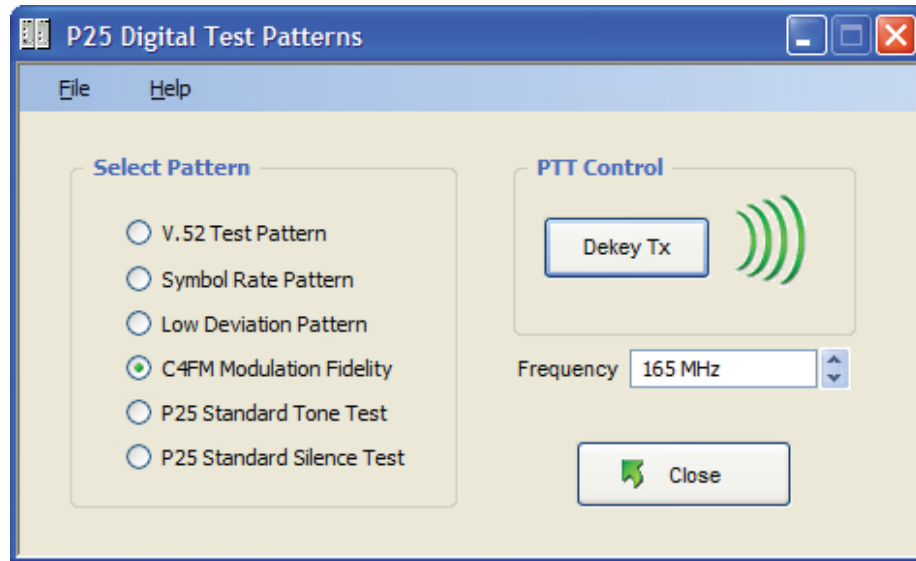 P25 Digital Test Patterns
File Help
Select Pattern
V.52 Test Pattern
Symbol Rate Pattern
Low Deviation Pattern
C4FM Modulation Fidelity
P25 Standard Tone Test
P25 Standard Silence Test
PTT Control
Dekey Tx
Frequency 165 MHz
Close